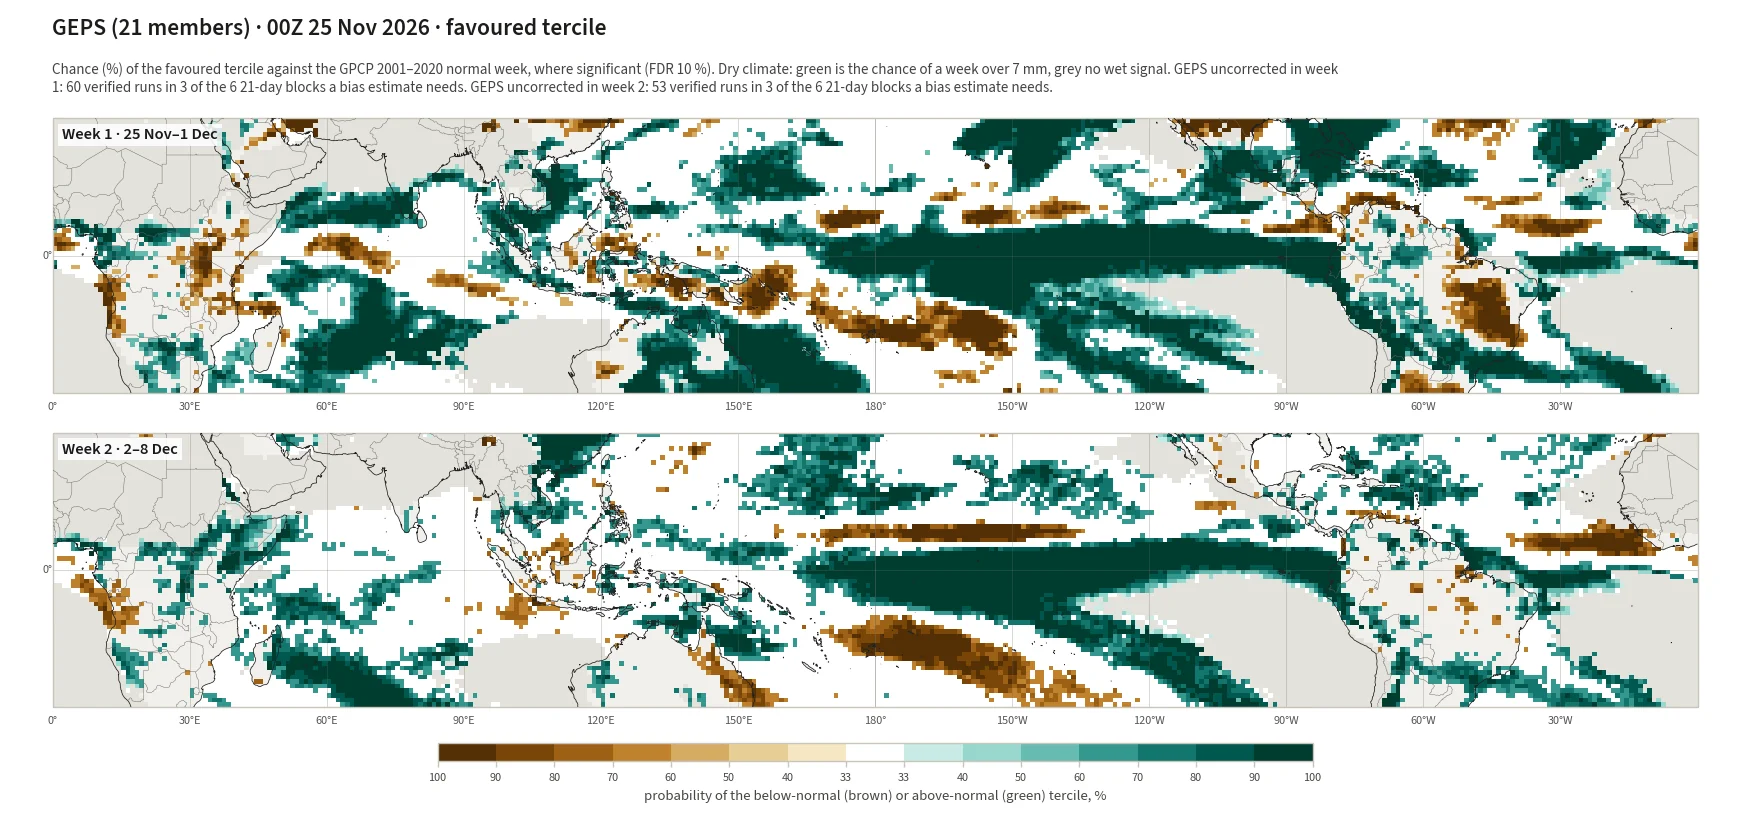 GEPS (21 members) · 00Z 25 Nov 2026 · favoured tercile
Chance (%) of the favoured tercile against the GPCP 2001–2020 normal week, where significant (FDR 10 %). Dry climate: green is the chance of a week over 7 mm, grey no wet signal. GEPS uncorrected in week
1: 60 verified runs in 3 of the 6 21-day blocks a bias estimate needs. GEPS uncorrected in week 2: 53 verified runs in 3 of the 6 21-day blocks a bias estimate needs.
Week 1 · 25 Nov–1 Dec
0°
0° 30°E 60°E 90°E 120°E 150°E 180° 150°W 120°W 90°W 60°W 30°W
Week 2 · 2–8 Dec
0°
0° 30°E 60°E 90°E 120°E 150°E 180° 150°W 120°W 90°W 60°W 30°W
100 90 80 70 60 50 40 33 33 40 50 60 70 80 90 100
probability of the below-normal (brown) or above-normal (green) tercile, %